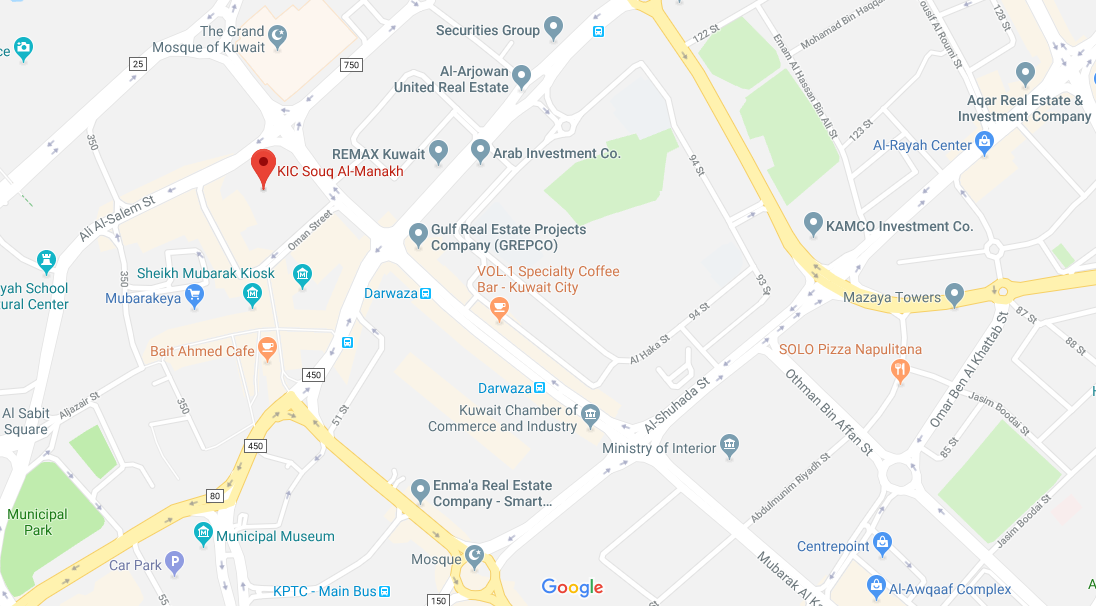 The Grand
Mosque of Kuwait
Securities Group
122 St
Mohamad Bin Haqa
ousif Al Roumi St
128 St
ce
25
750
Al-Arjowan
United Real Estate
Emam Al Hassan Bin Ali St
Aqar Real Estate &
Investment Company
350
REMAX Kuwait
Arab Investment Co.
123 St
Al-Rayah Center
KIC Souq Al-Manakh
94 St
Ali Al-Salem St
Oman Street
Gulf Real Estate Projects
Company (GREPCO)
KAMCO Investment Co.
yah School
ural Center
350
Sheikh Mubarak Kiosk
Mubarakeya
VOL.1 Specialty Coffee
Bar - Kuwait City
93 St
Darwaza
Mazaya Towers
94 St
87 St
88 St
Bait Ahmed Cafe
Al Haka St
SOLO Pizza Napulitana
450
Omar Ben Al Khattab St
Othman Bin Affan St
Darwaza
Al-Shuhada St
Jasim Boodai St
Al Sabit
Square
Aljazair St
350
51 St
Kuwait Chamber of
Commerce and Industry
85 St
450
Ministry of Interior
Abdulmunim Riyadh St
80
Enma'a Real Estate
Company - Smart...
Municipal
Park
Municipal Museum
Jasim Boodai St
Car Park
Mosque
Centrepoint
Mubarak Al K
KPTC - Main Bus
150
Google
Al-Awqaaf Complex
A